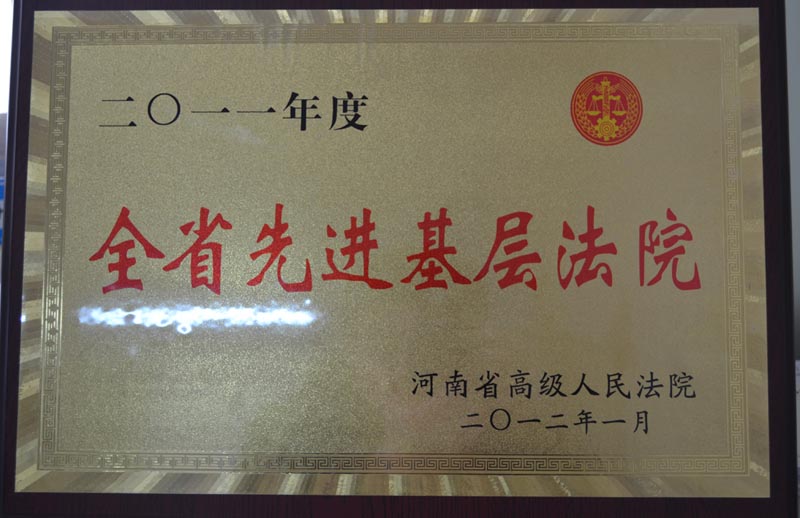 二〇一一年度
全省先进基层法院
河南省高级人民法院
二〇一二年一月